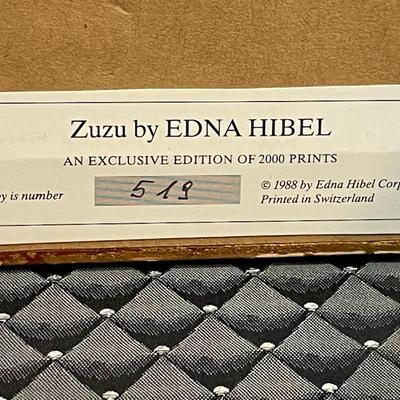 Zuzu by EDNA HIBEL
AN EXCLUSIVE EDITION OF 2000 PRINTS
y is number 519 © 1988 by Edna Hibel Corp
Printed in Switzerland